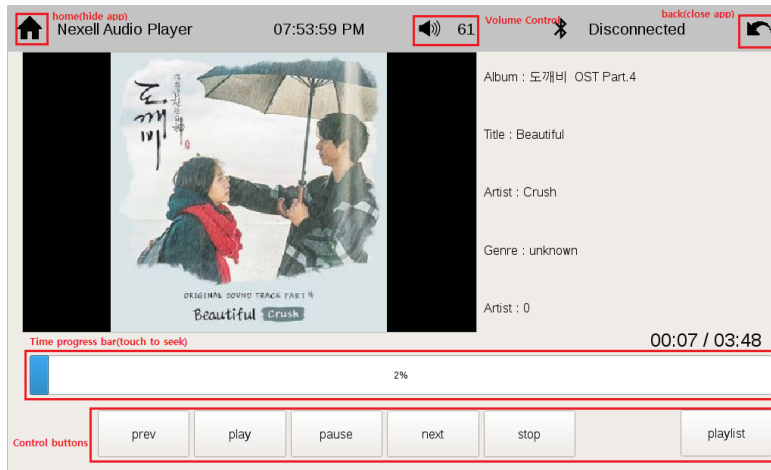 home(hide app)
Nexell Audio Player
07:53:59 PM
61
Volume Control
Disconnected
back(close app)
도깨비
Album : 도깨비 OST Part.4
Title : Beautiful
Artist : Crush
Genre : unknown
Artist : 0
ORIGINAL SOUND TRACK PART 4
Beautiful Crush
Time progress bar(touch to seek)
00:07 / 03:48
2%
Control buttons
prev
play
pause
next
stop
playlist